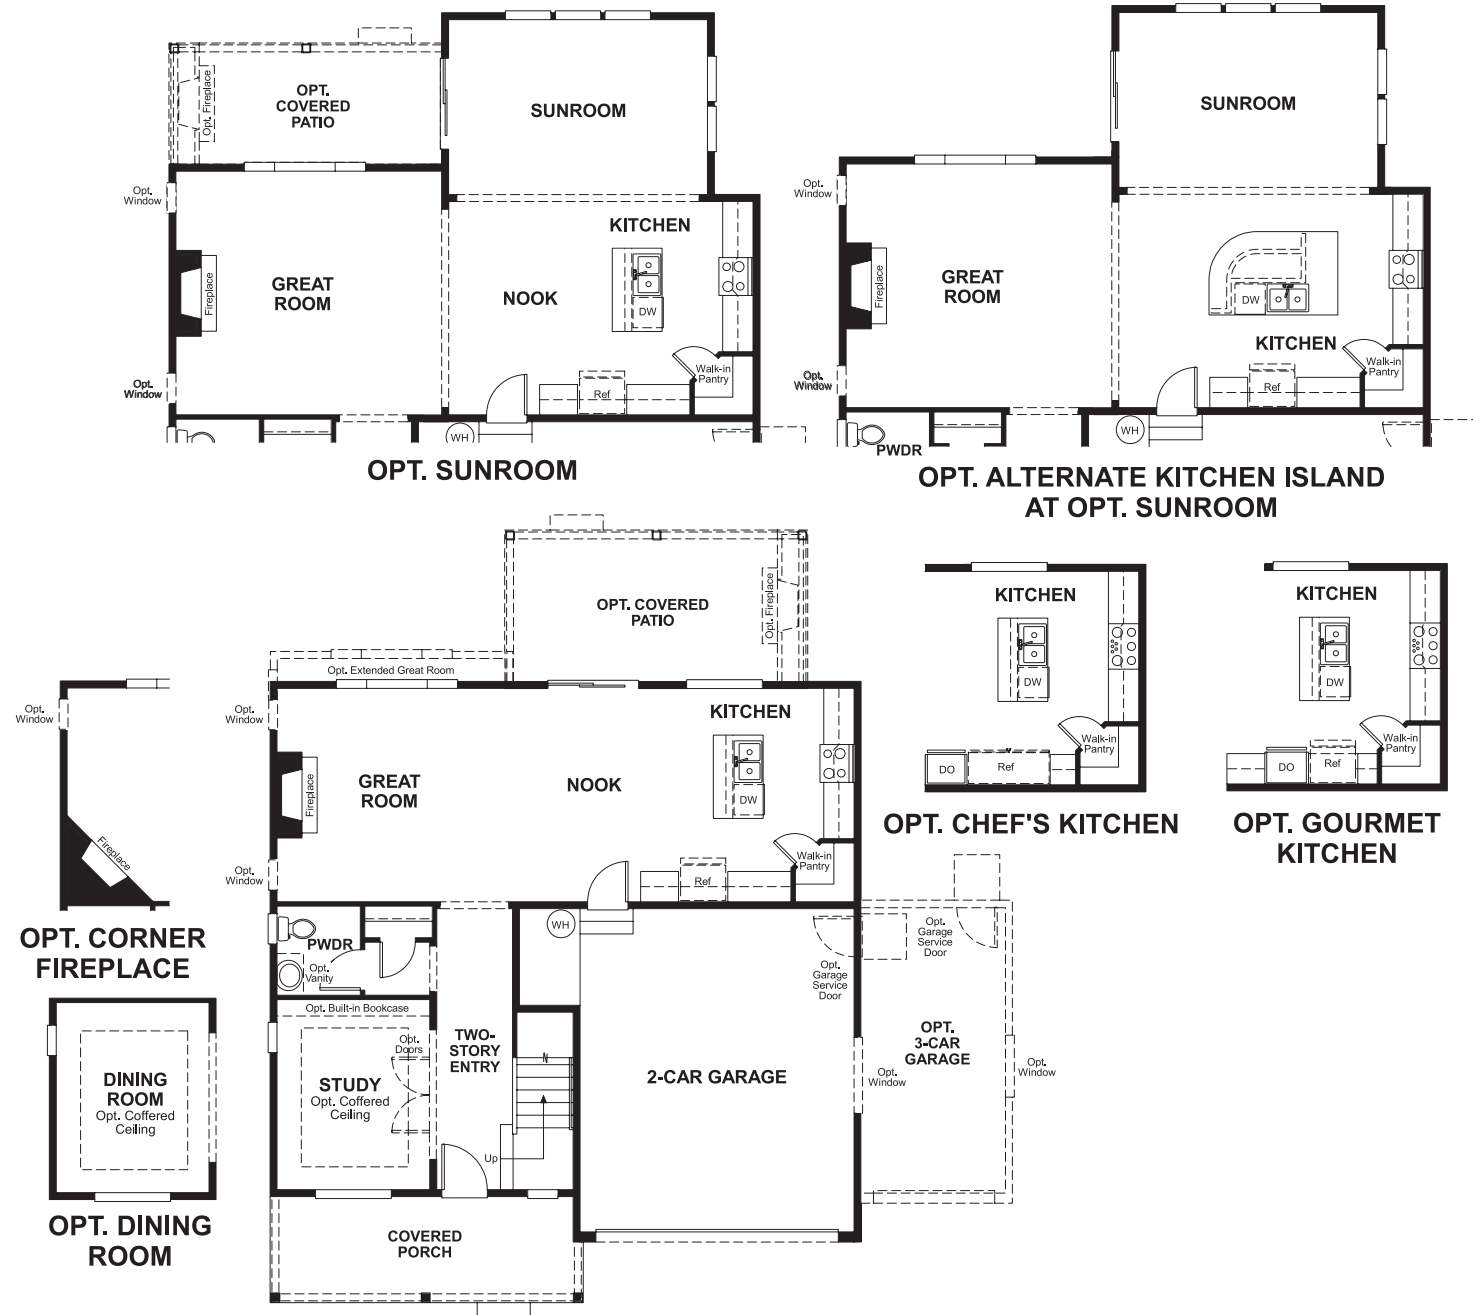 OPT.
COVERED
PATIO
Opt. Fireplace
SUNROOM
Opt.
Window
KITCHEN
GREAT
ROOM
Fireplace
NOOK
DW
Walk-in
Pantry
Opt.
Window
Ref
WH
OPT. SUNROOM
SUNROOM
Opt.
Window
GREAT
ROOM
Fireplace
DW
KITCHEN
Walk-in
Pantry
Opt.
Window
Ref
PWDR
WH
OPT. ALTERNATE KITCHEN ISLAND
AT OPT. SUNROOM
OPT. COVERED
PATIO
Opt. Fireplace
Opt. Extended Great Room
Opt.
Window
KITCHEN
GREAT
ROOM
Fireplace
NOOK
DW
Walk-in
Pantry
Opt.
Window
Ref
PWDR
Opt.
Vanity
WH
Opt.
Garage
Service
Door
Opt.
Garage
Service
Door
Opt. Built-in Bookcase
Opt.
Doors
TWO-
STORY
ENTRY
STUDY
Opt. Coffered
Ceiling
Up
2-CAR GARAGE
OPT.
3-CAR
GARAGE
Opt.
Window
Opt.
Window
COVERED
PORCH
Opt.
Window
Fireplace
OPT. CORNER
FIREPLACE
DINING
ROOM
Opt. Coffered
Ceiling
OPT. DINING
ROOM
KITCHEN
DW
Walk-in
Pantry
DO
Ref
OPT. CHEF'S KITCHEN
KITCHEN
DW
Walk-in
Pantry
DO
Ref
OPT. GOURMET
KITCHEN